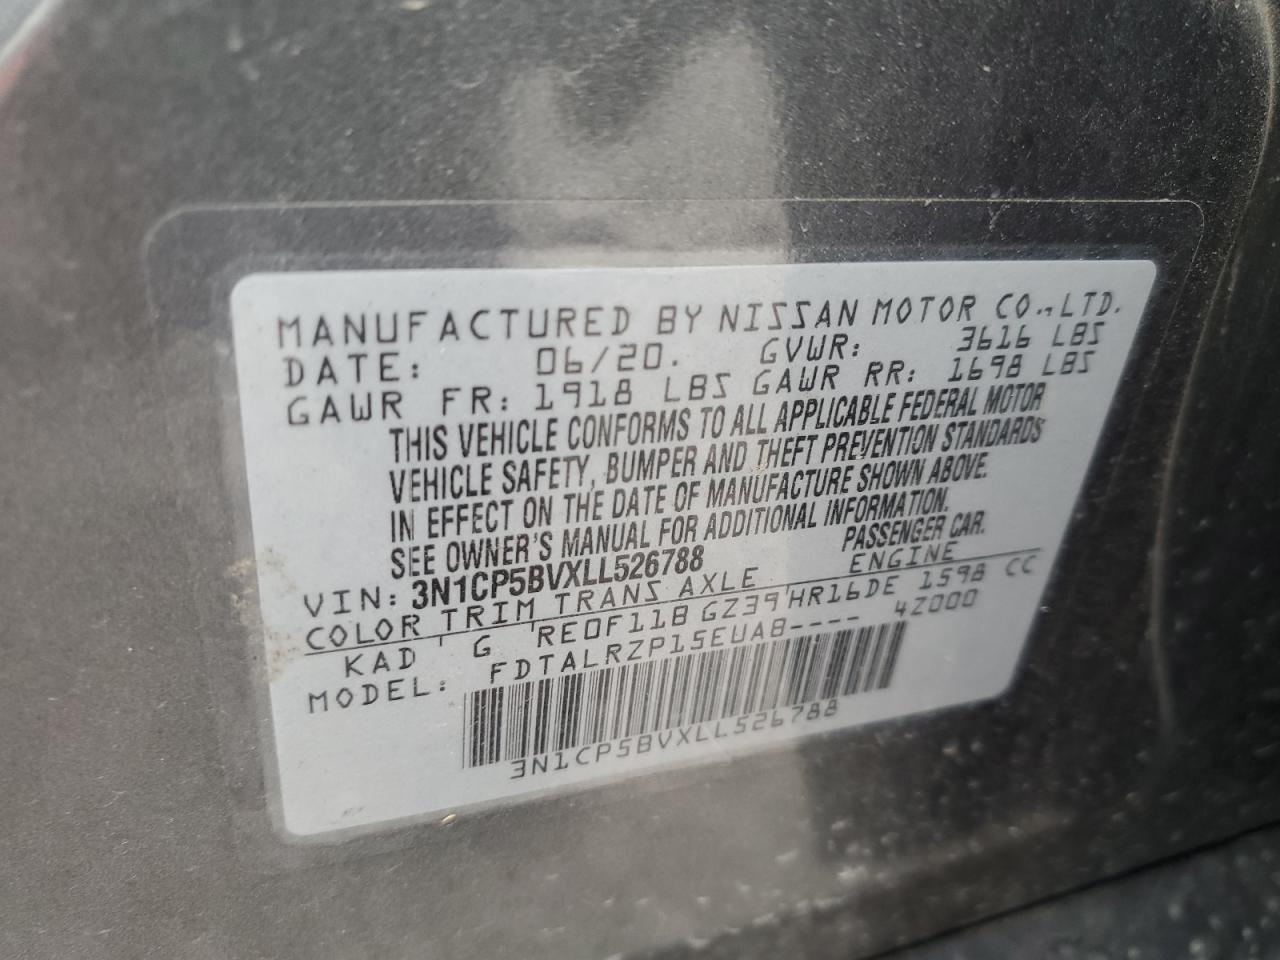 MANUFACTURED BY NISSAN MOTOR CO.,LTD.
DATE: 06/20. GVWR: 3616 LBS
GAWR FR: 1918 LBS GAWR RR: 1698 LBS
THIS VEHICLE CONFORMS TO ALL APPLICABLE FEDERAL MOTOR
VEHICLE SAFETY, BUMPER AND THEFT PREVENTION STANDARDS
IN EFFECT ON THE DATE OF MANUFACTURE SHOWN ABOVE.
SEE OWNER'S MANUAL FOR ADDITIONAL INFORMATION.
VIN: 3N1CP5BVXLL526788 PASSENGER CAR.
COLOR TRIM TRANS AXLE ENGINE
KAD G RE0F11B GZ39 HR16DE 1598 CC
MODEL: FDTALRZP15EUAB---- 4Z000
3N1CP5BVXLL526788